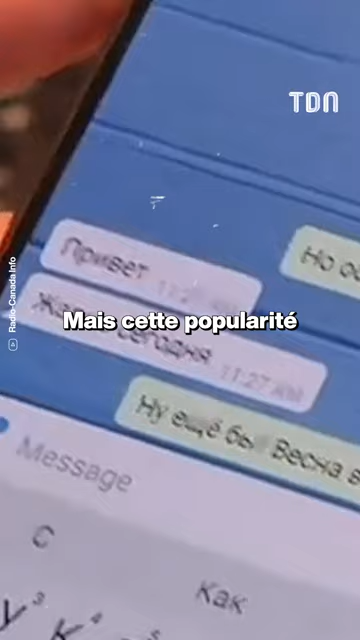 TDN
Привет
Но
Radio-Canada Info
Mais cette popularité
сегодня
11:27 AM
Ну ещё бы Весна в
Message
С
Как